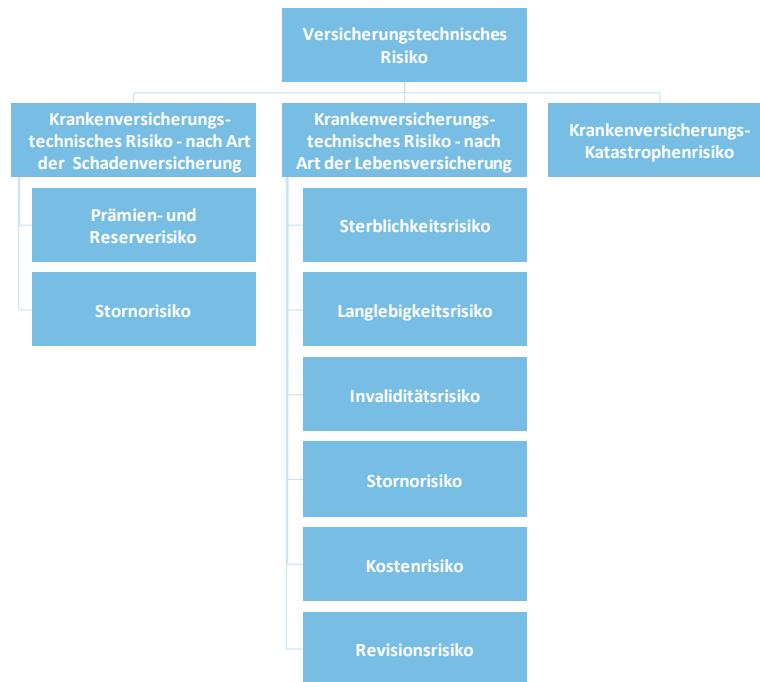 Versicherungstechnisches
Risiko
Krankenversicherungs-
technisches Risiko - nach Art
der Schadenversicherung
Prämien- und
Reserverisiko
Stornorisiko
Krankenversicherungs-
technisches Risiko - nach
Art der Lebensversicherung
Sterblichkeitsrisiko
Langlebigkeitsrisiko
Invaliditätsrisiko
Stornorisiko
Kostenrisiko
Revisionsrisiko
Krankenversicherungs-
Katastrophenrisiko